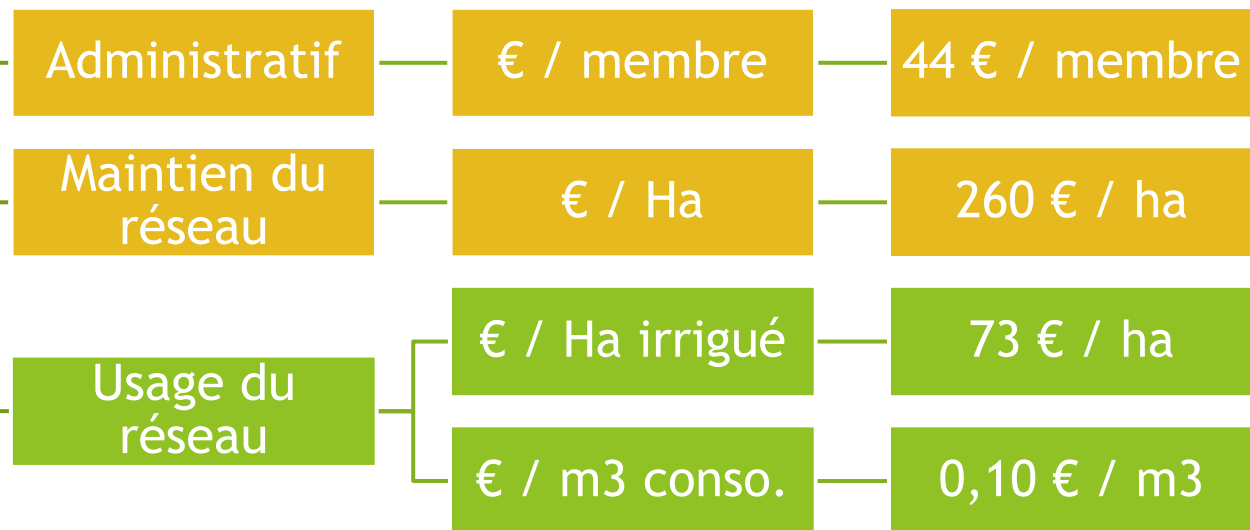 Administratif
€ / membre
44 € / membre
Maintien du
réseau
€ / Ha
260 € / ha
Usage du
réseau
€ / Ha irrigué
73 € / ha
€ / m3 conso.
0,10 € / m3